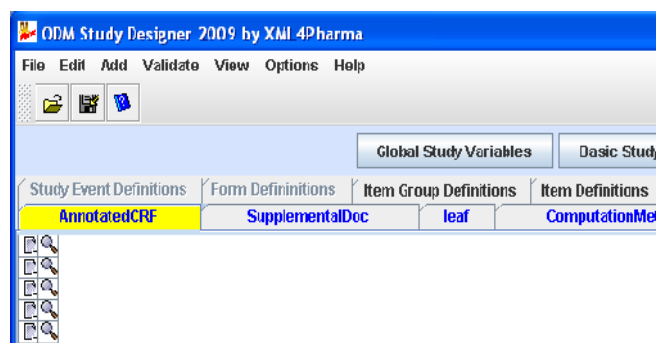 ODM Study Designer 2009 by XML4Pharma
File Edit Add Validate View Options Help
Global Study Variables Basic Study
Study Event Definitions Form Defininitions Item Group Definitions Item Definitions
AnnotatedCRF SupplementalDoc leaf ComputationMet